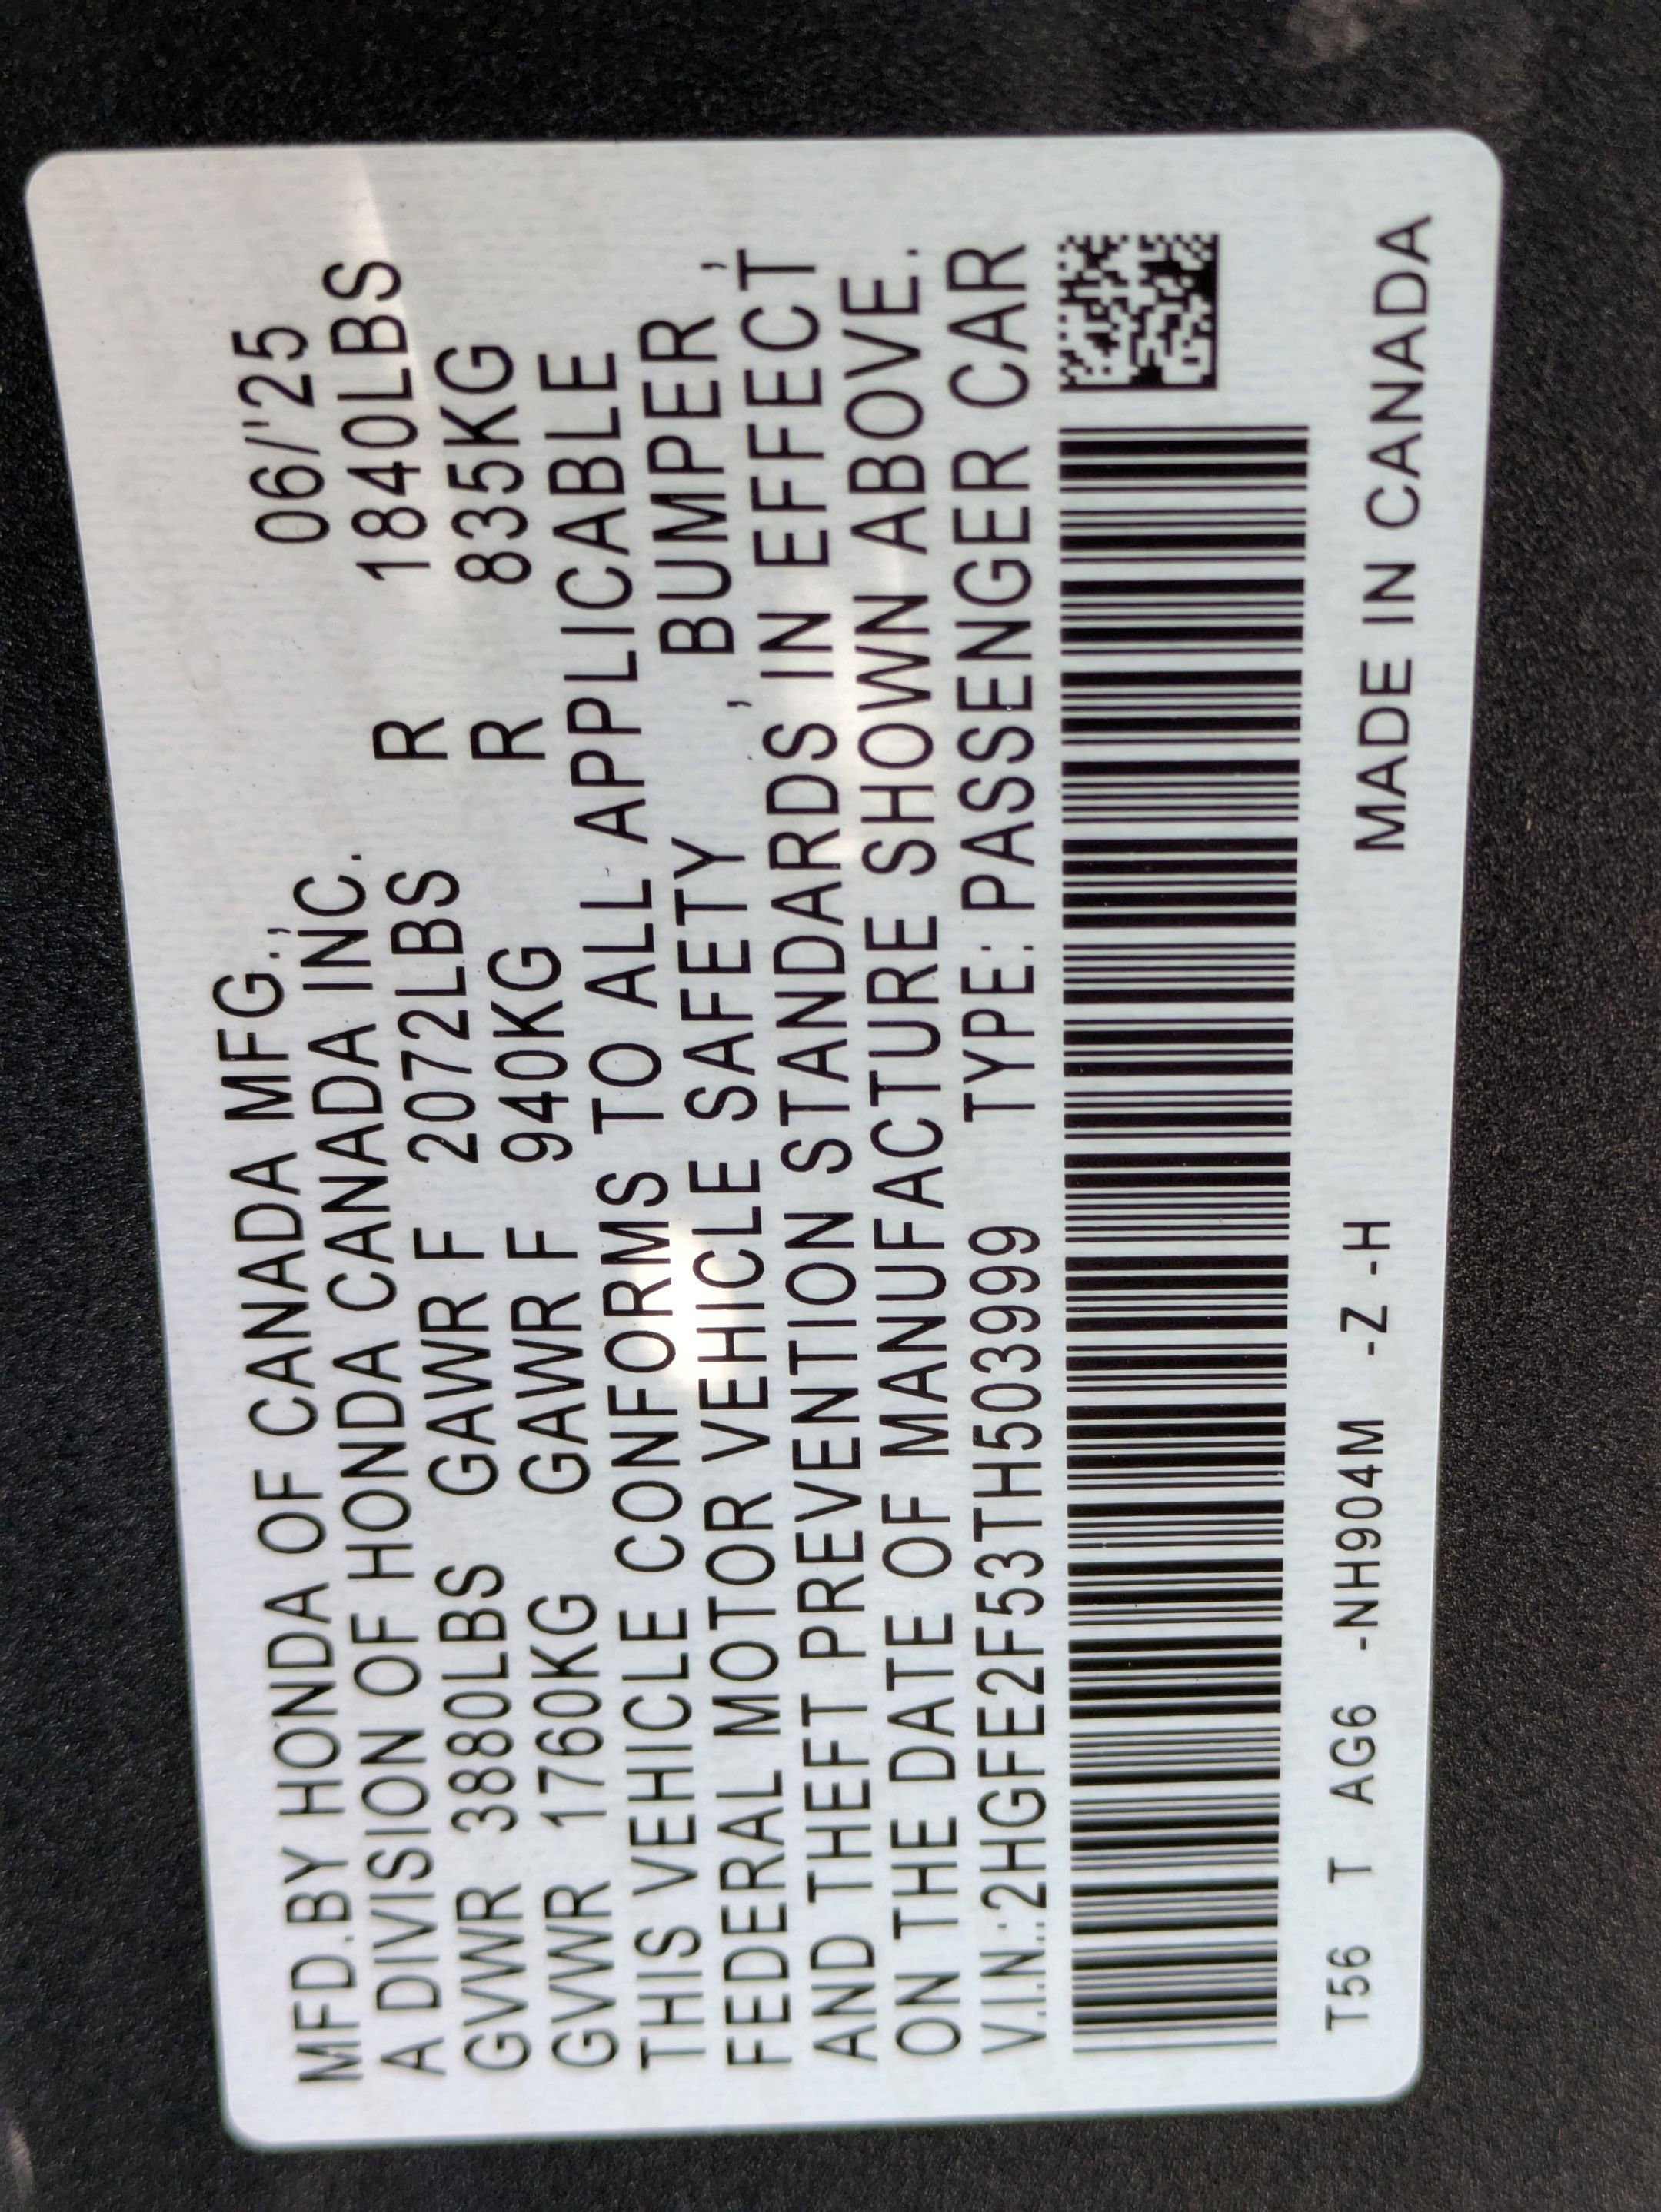 MFD.BY HONDA OF CANADA MFG., 06/'25
A DIVISION OF HONDA CANADA INC.
GVWR 3880LBS GAWR F 2072LBS R 1840LBS
GVWR 1760KG GAWR F 940KG R 835KG
THIS VEHICLE CONFORMS TO ALL APPLICABLE
FEDERAL MOTOR VEHICLE SAFETY, BUMPER,
AND THEFT PREVENTION STANDARDS IN EFFECT
ON THE DATE OF MANUFACTURE SHOWN ABOVE.
V.I.N.:2HGFE2F53TH503999 TYPE: PASSENGER CAR
T56 T AG6 -NH904M -Z -H MADE IN CANADA